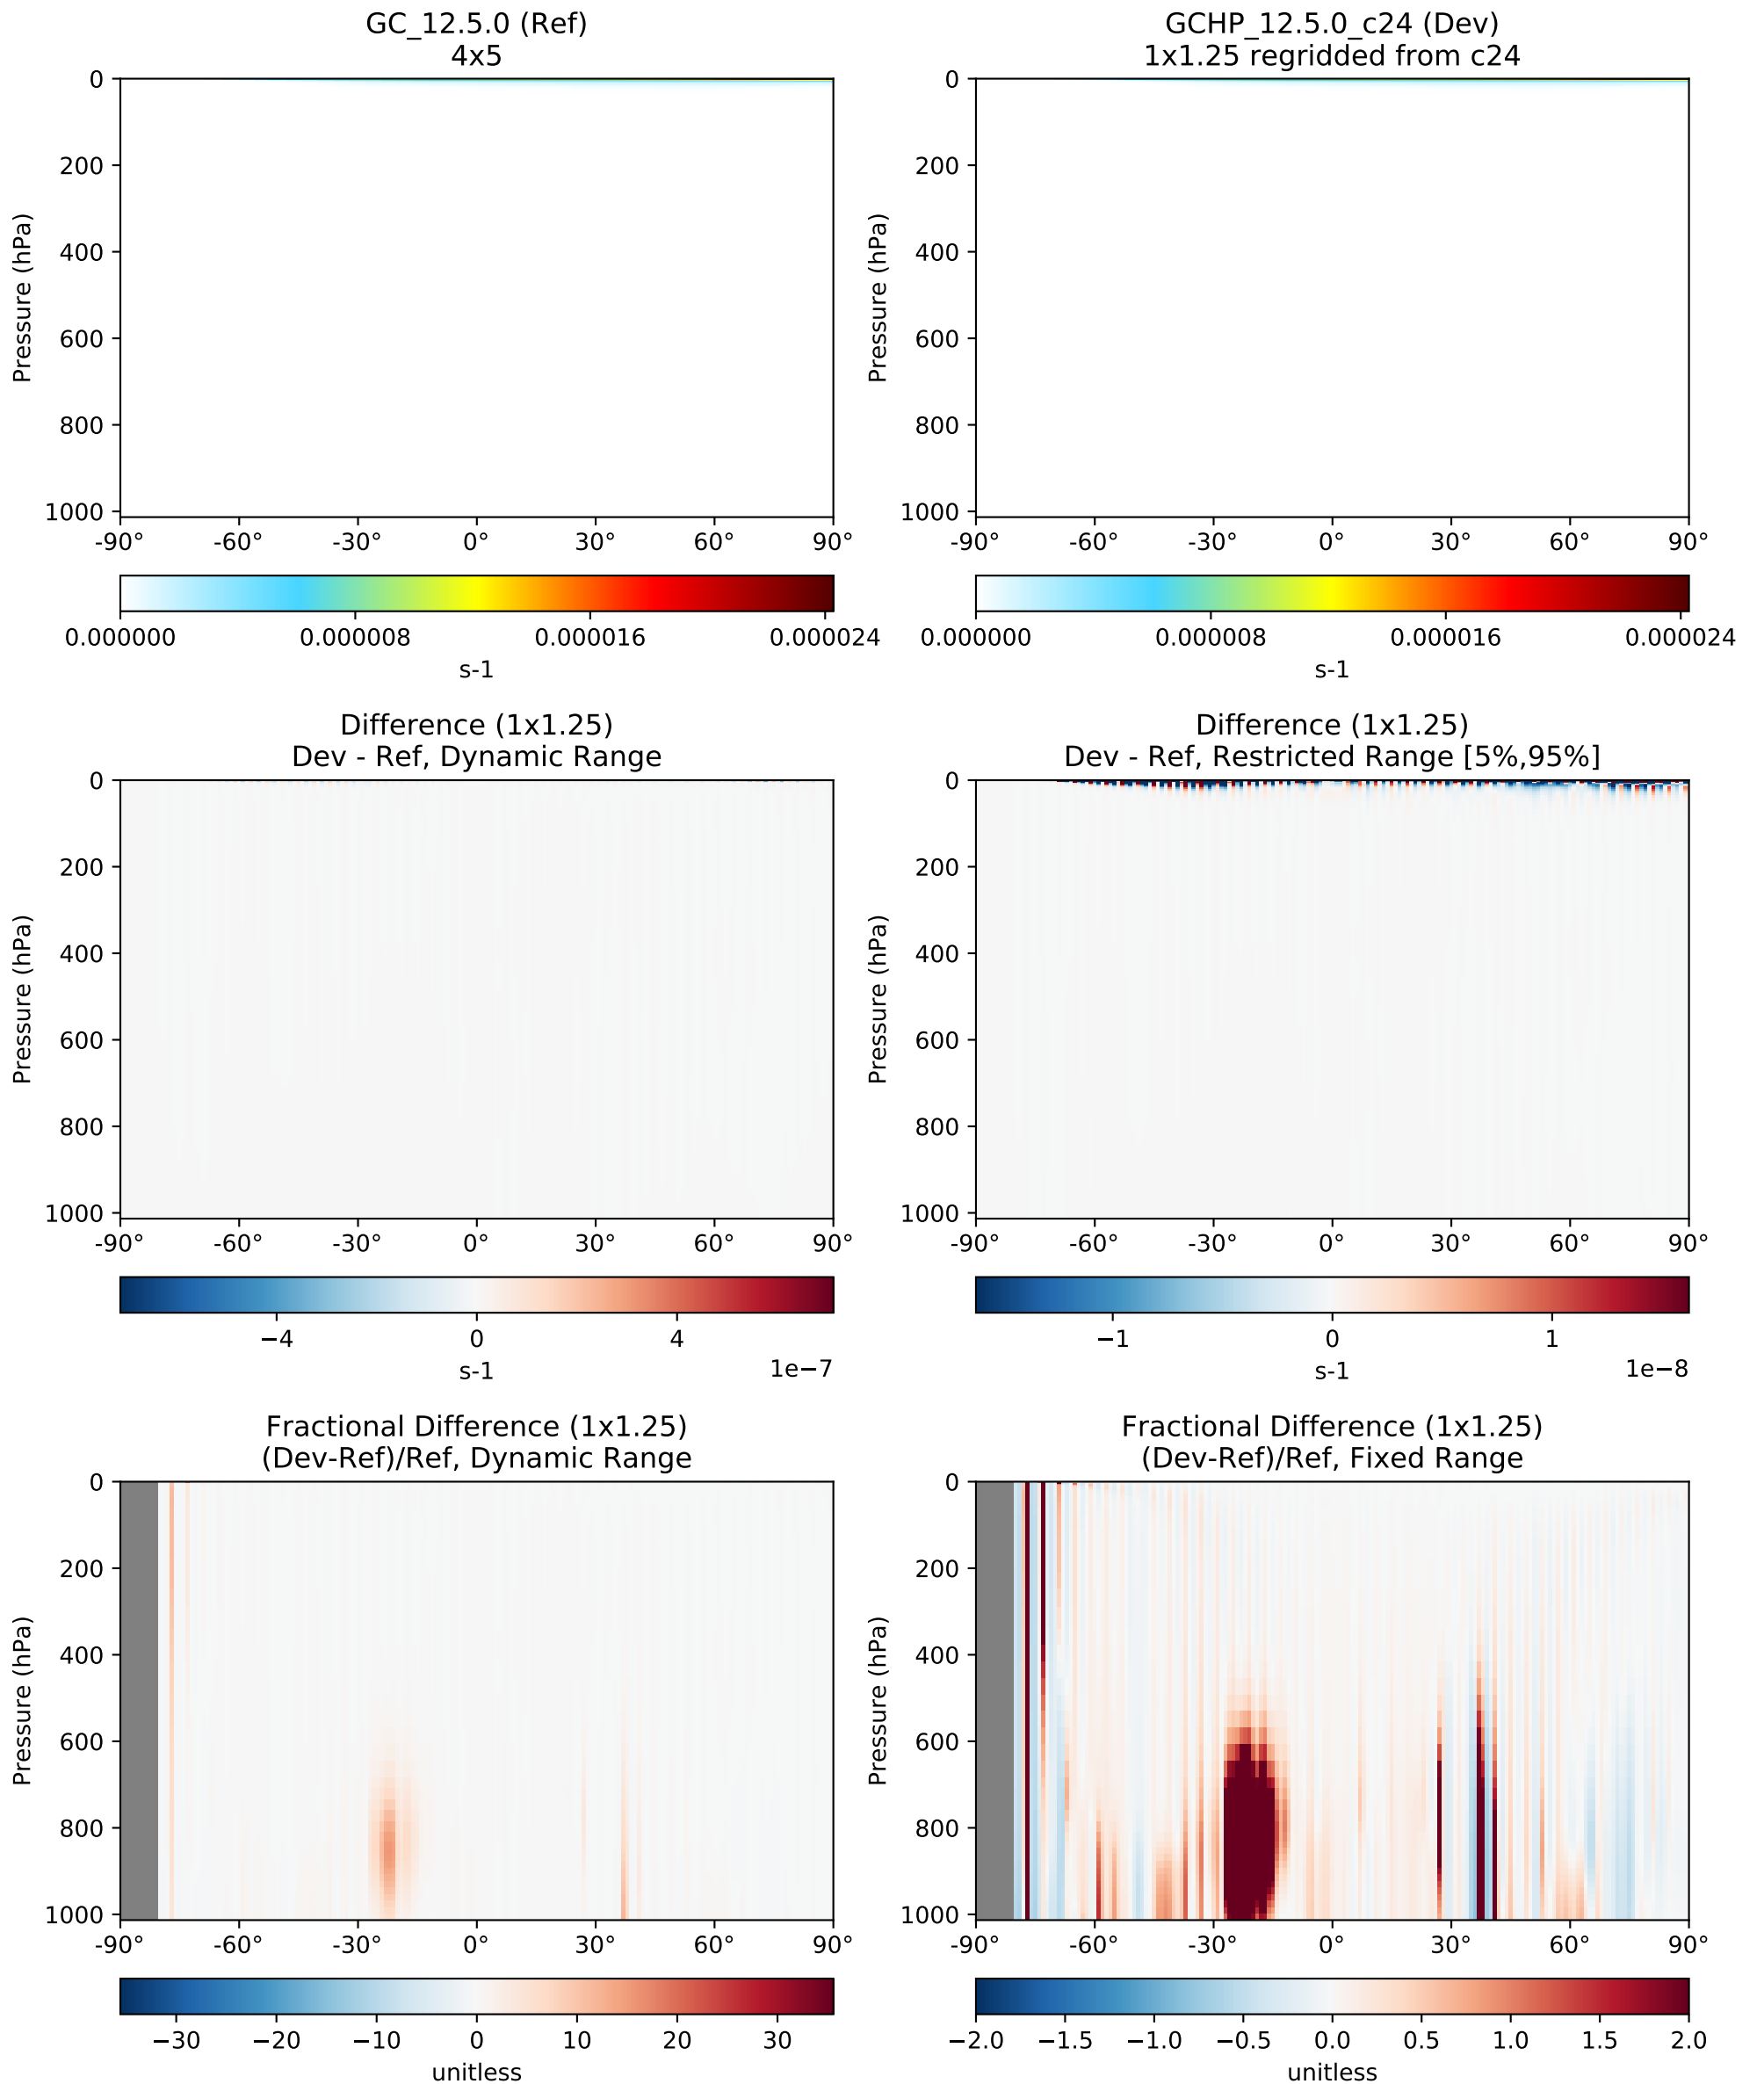 GC_12.5.0 (Ref)
4x5
GCHP_12.5.0_c24 (Dev)
1x1.25 regridded from c24
0
200
400
600
800
1000
Pressure (hPa)
-90° -60° -30° 0° 30° 60° 90°
0.000000 0.000008 0.000016 0.000024
s-1
0
200
400
600
800
1000
Pressure (hPa)
-90° -60° -30° 0° 30° 60° 90°
0.000000 0.000008 0.000016 0.000024
s-1
Difference (1x1.25)
Dev - Ref, Dynamic Range
0
200
400
600
800
1000
Pressure (hPa)
-90° -60° -30° 0° 30° 60° 90°
−4 0 4
s-1 1e−7
Difference (1x1.25)
Dev - Ref, Restricted Range [5%,95%]
0
200
400
600
800
1000
Pressure (hPa)
-90° -60° -30° 0° 30° 60° 90°
−1 0 1
s-1 1e−8
Fractional Difference (1x1.25)
(Dev-Ref)/Ref, Dynamic Range
0
200
400
600
800
1000
Pressure (hPa)
-90° -60° -30° 0° 30° 60° 90°
−30 −20 −10 0 10 20 30
unitless
Fractional Difference (1x1.25)
(Dev-Ref)/Ref, Fixed Range
0
200
400
600
800
1000
Pressure (hPa)
-90° -60° -30° 0° 30° 60° 90°
−2.0 −1.5 −1.0 −0.5 0.0 0.5 1.0 1.5 2.0
unitless